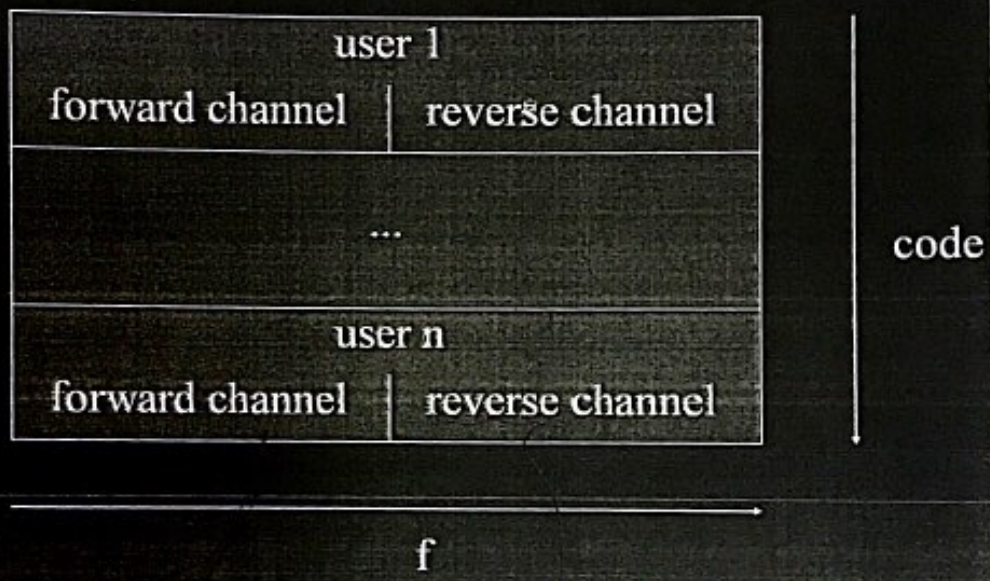 user 1
forward channel | reverse channel
...
code
user n
forward channel | reverse channel
f